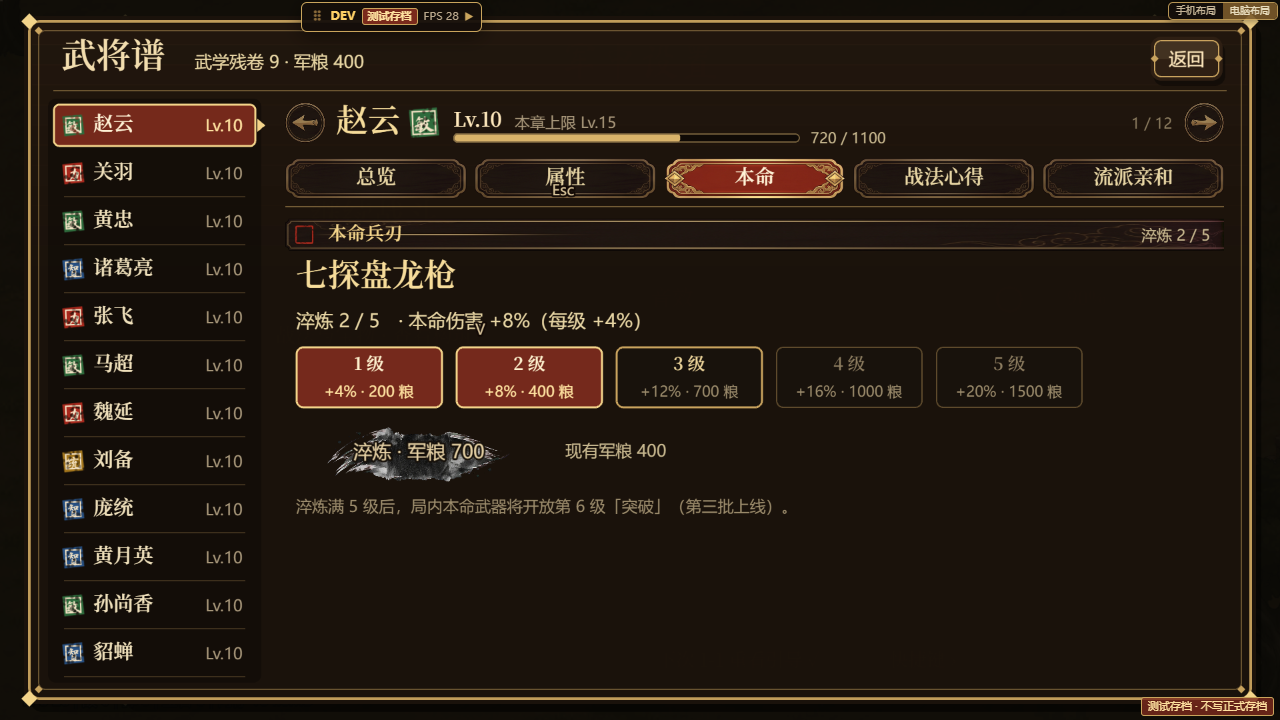 DEV 测试存档 FPS 28 ▶
手机布局 电脑布局
武将谱
武学残卷 9 · 军粮 400
返回
赵云 Lv.10
关羽 Lv.10
黄忠 Lv.10
诸葛亮 Lv.10
张飞 Lv.10
马超 Lv.10
魏延 Lv.10
刘备 Lv.10
庞统 Lv.10
黄月英 Lv.10
孙尚香 Lv.10
貂蝉 Lv.10
赵云 Lv.10 本章上限 Lv.15
720 / 1100
1 / 12
总览 属性 本命 战法心得 流派亲和
ESC
本命兵刃
淬炼 2 / 5
七探盘龙枪
淬炼 2 / 5 · 本命伤害 +8%（每级 +4%）
V
1 级 2 级 3 级 4 级 5 级
+4% · 200 粮 +8% · 400 粮 +12% · 700 粮 +16% · 1000 粮 +20% · 1500 粮
淬炼 · 军粮 700
现有军粮 400
淬炼满 5 级后，局内本命武器将开放第 6 级「突破」（第三批上线）。
测试存档 · 不写正式存档